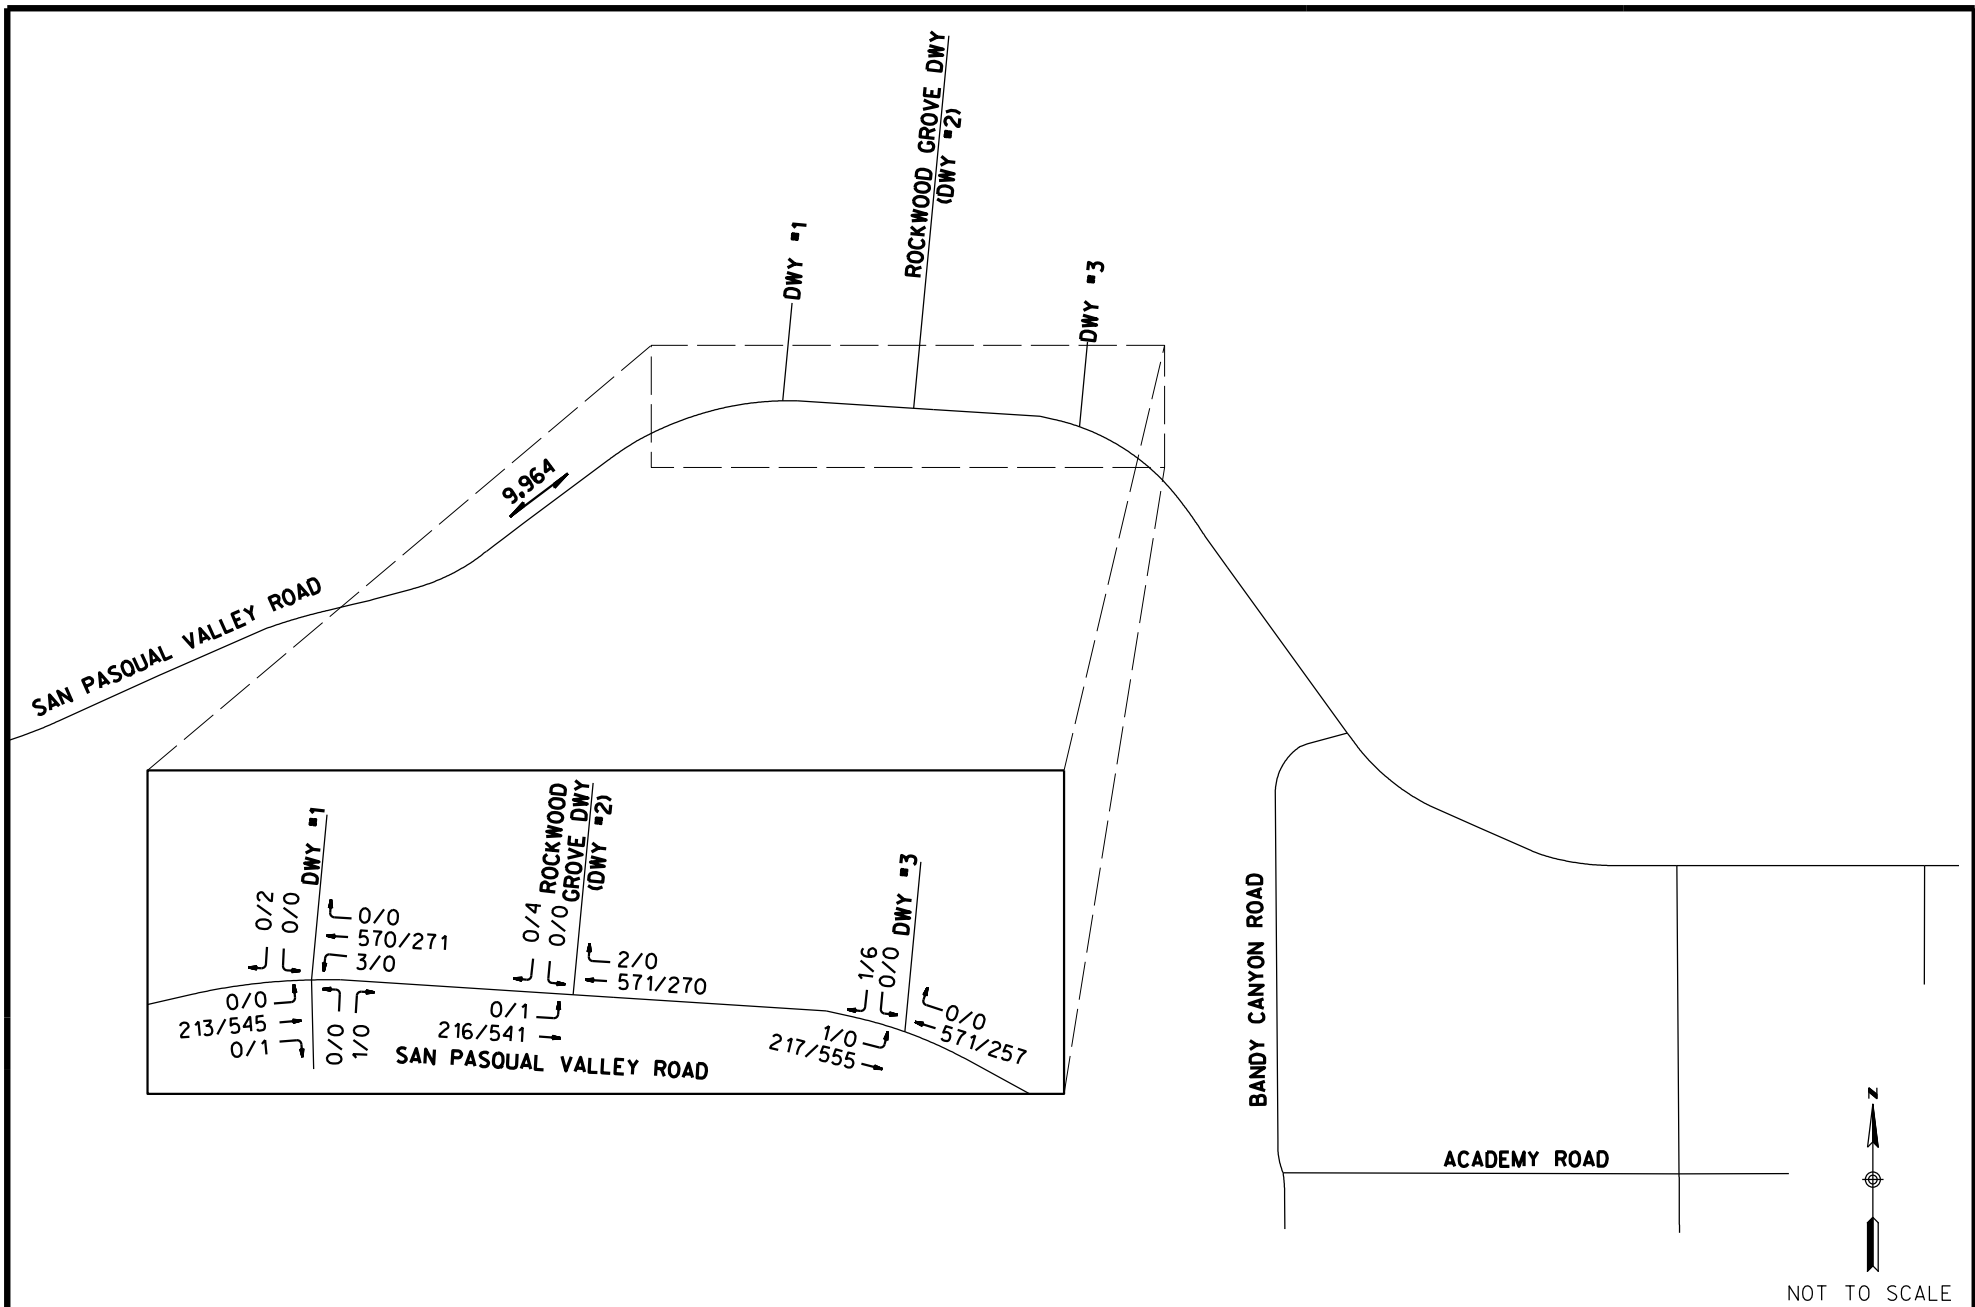 ROCKWOOD GROVE DWY
(DWY #2)
DWY #1
DWY #3
9,964
SAN PASQUAL VALLEY ROAD
DWY #1
0/2
0/0
0/0
570/271
3/0
0/0
213/545
0/1
0/0
1/0
ROCKWOOD
GROVE DWY
(DWY #2)
0/4
0/0
2/0
571/270
0/1
216/541
DWY #3
1/6
0/0
0/0
571/257
1/0
217/555
SAN PASQUAL VALLEY ROAD
BANDY CANYON ROAD
ACADEMY ROAD
N
NOT TO SCALE